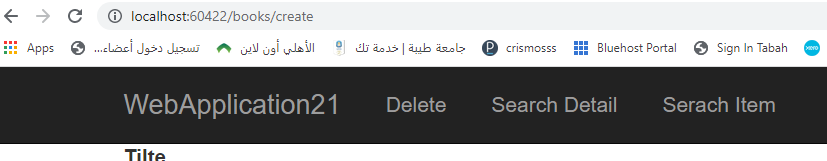 localhost:60422/books/create
Apps تسجيل دخول أعضاء... الأهلي أون لاين جامعة طيبة | خدمة تك crismosss Bluehost Portal Sign In Tabah
WebApplication21 Delete Search Detail Serach Item
Tilte